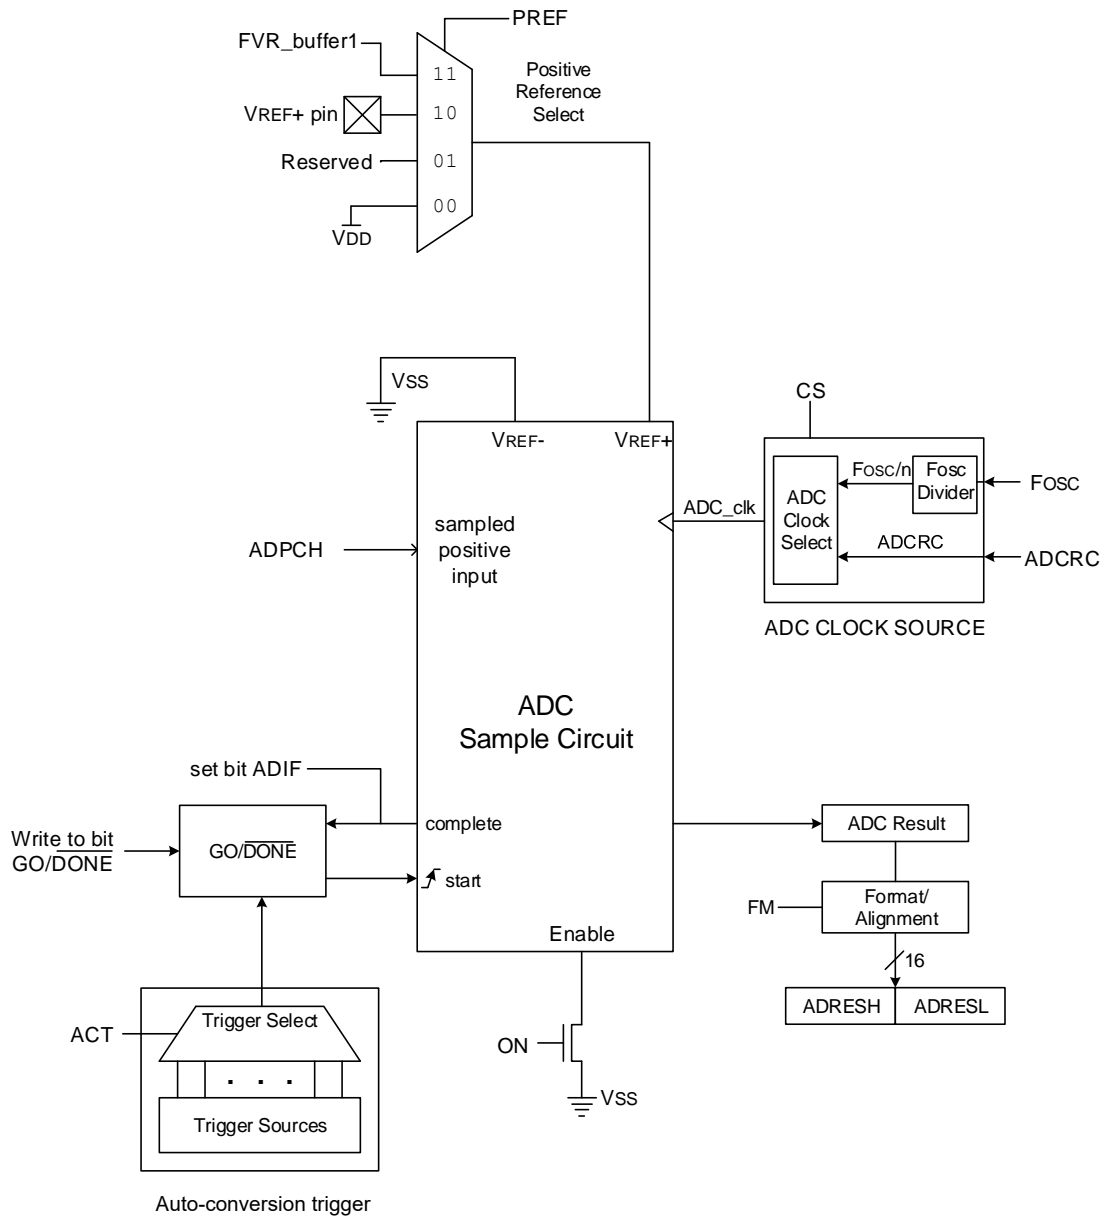 PREF
FVR_buffer1
11
Positive
Reference
Select
VREF+ pin
10
Reserved
01
00
VDD
VSS
VREF-
VREF+
CS
ADC
Clock
Select
FOSC/n
Fosc
Divider
FOSC
ADC_clk
ADCRC
ADCRC
ADC CLOCK SOURCE
ADPCH
sampled
positive
input
ADC
Sample Circuit
set bit ADIF
complete
Write to bit
GO/DONE
GO/DONE
start
ADC Result
FM
Format/
Alignment
16
ADRESH
ADRESL
Enable
ON
VSS
ACT
Trigger Select
. . .
Trigger Sources
Auto-conversion trigger